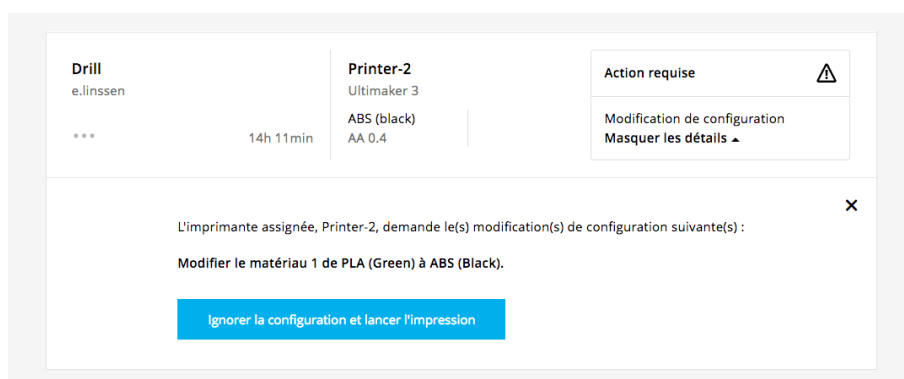 Drill
e.linssen
14h 11min
Printer-2
Ultimaker 3
ABS (black)
AA 0.4
Action requise
Modification de configuration
Masquer les détails
L'imprimante assignée, Printer-2, demande le(s) modification(s) de configuration suivante(s) :
Modifier le matériau 1 de PLA (Green) à ABS (Black).
Ignorer la configuration et lancer l'impression